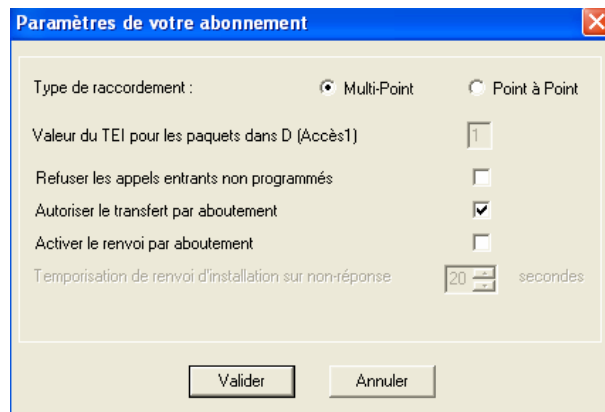 Paramètres de votre abonnement
Type de raccordement : Multi-Point Point à Point
Valeur du TEI pour les paquets dans D (Accès1) 1
Refuser les appels entrants non programmés
Autoriser le transfert par aboutement
Activer le renvoi par aboutement
Temporisation de renvoi d'installation sur non-réponse 20 secondes
Valider Annuler